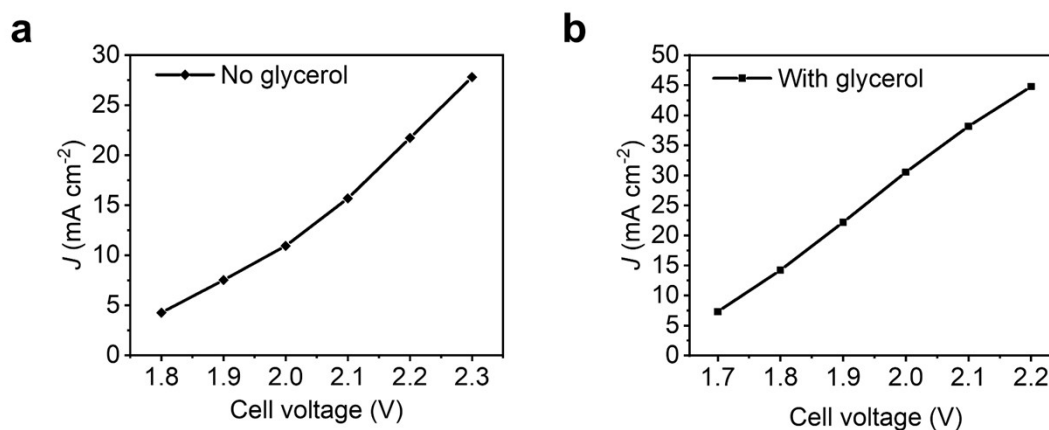 a
30
25
20
15
10
5
0
J (mA cm⁻²)
No glycerol
1.8 1.9 2.0 2.1 2.2 2.3
Cell voltage (V)
b
50
45
40
35
30
25
20
15
10
5
0
J (mA cm⁻²)
With glycerol
1.7 1.8 1.9 2.0 2.1 2.2
Cell voltage (V)